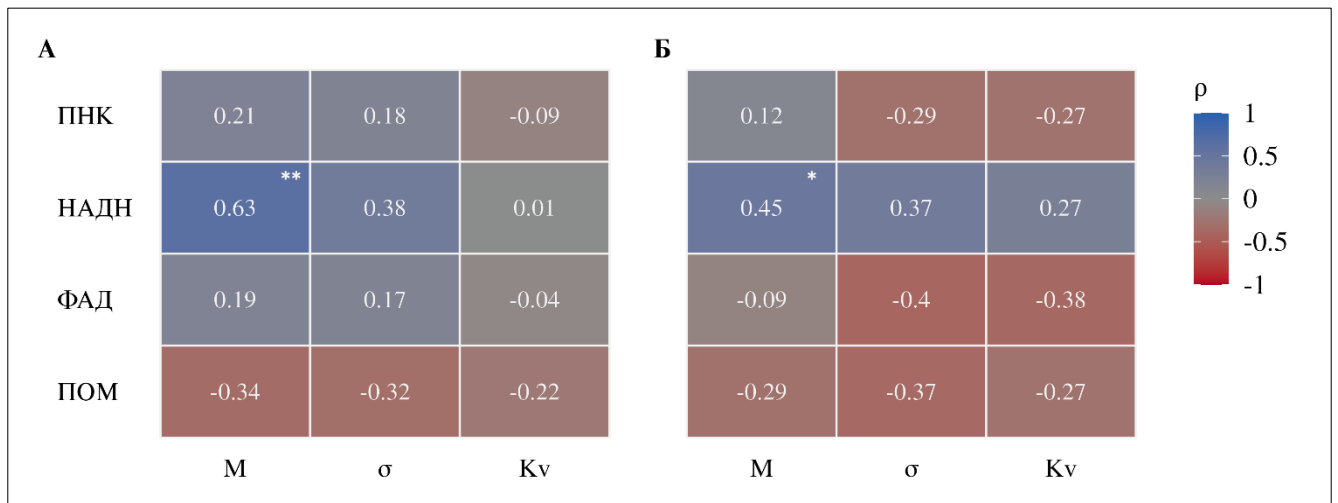 А
Б
ПНК 0.21 0.18 -0.09 0.12 -0.29 -0.27
НАДН 0.63 ** 0.38 0.01 0.45 * 0.37 0.27
ФАД 0.19 0.17 -0.04 -0.09 -0.4 -0.38
ПОМ -0.34 -0.32 -0.22 -0.29 -0.37 -0.27
М σ Kv М σ Kv
ρ
1
0.5
0
-0.5
-1